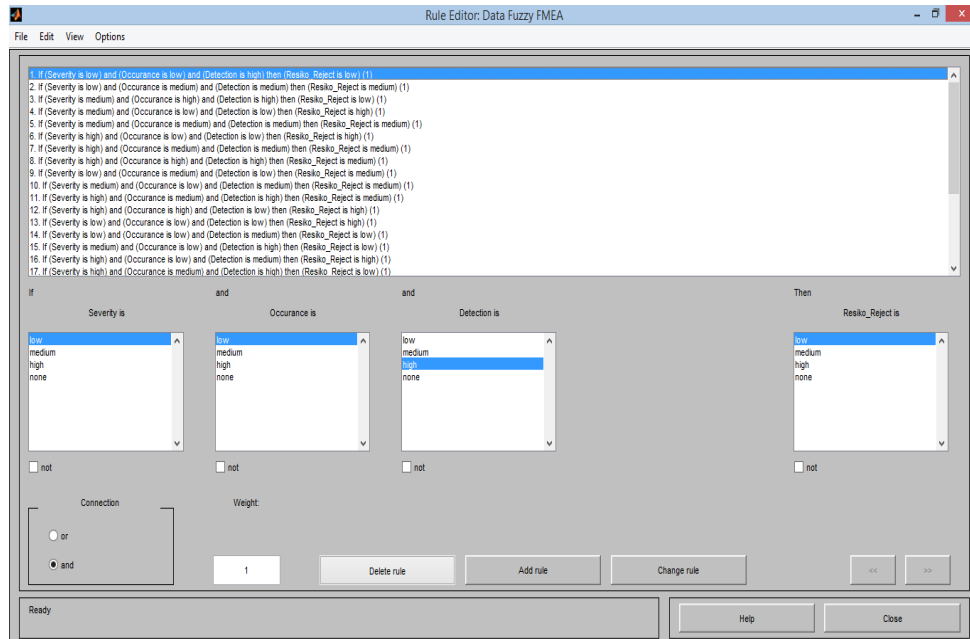 Rule Editor: Data Fuzzy FMEA
File Edit View Options
1. If (Severity is low) and (Occurance is low) and (Detection is high) then (Resiko_Reject is low) (1)
2. If (Severity is low) and (Occurance is medium) and (Detection is medium) then (Resiko_Reject is medium) (1)
3. If (Severity is medium) and (Occurance is high) and (Detection is high) then (Resiko_Reject is low) (1)
4. If (Severity is medium) and (Occurance is low) and (Detection is low) then (Resiko_Reject is high) (1)
5. If (Severity is medium) and (Occurance is medium) and (Detection is medium) then (Resiko_Reject is medium) (1)
6. If (Severity is high) and (Occurance is low) and (Detection is low) then (Resiko_Reject is high) (1)
7. If (Severity is high) and (Occurance is medium) and (Detection is medium) then (Resiko_Reject is medium) (1)
8. If (Severity is high) and (Occurance is high) and (Detection is high) then (Resiko_Reject is medium) (1)
9. If (Severity is low) and (Occurance is medium) and (Detection is low) then (Resiko_Reject is medium) (1)
10. If (Severity is medium) and (Occurance is low) and (Detection is medium) then (Resiko_Reject is medium) (1)
11. If (Severity is high) and (Occurance is medium) and (Detection is high) then (Resiko_Reject is medium) (1)
12. If (Severity is high) and (Occurance is high) and (Detection is low) then (Resiko_Reject is high) (1)
13. If (Severity is low) and (Occurance is high) and (Detection is low) then (Resiko_Reject is high) (1)
14. If (Severity is low) and (Occurance is low) and (Detection is medium) then (Resiko_Reject is low) (1)
15. If (Severity is medium) and (Occurance is low) and (Detection is high) then (Resiko_Reject is low) (1)
16. If (Severity is high) and (Occurance is low) and (Detection is medium) then (Resiko_Reject is high) (1)
17. If (Severity is high) and (Occurance is medium) and (Detection is high) then (Resiko_Reject is low) (1)
If and and Then
Severity is Occurance is Detection is Resiko_Reject is
low low low low
medium medium medium medium
high high high high
none none none none
not not not not
Connection Weight:
or
and 1 Delete rule Add rule Change rule << >>
Ready Help Close